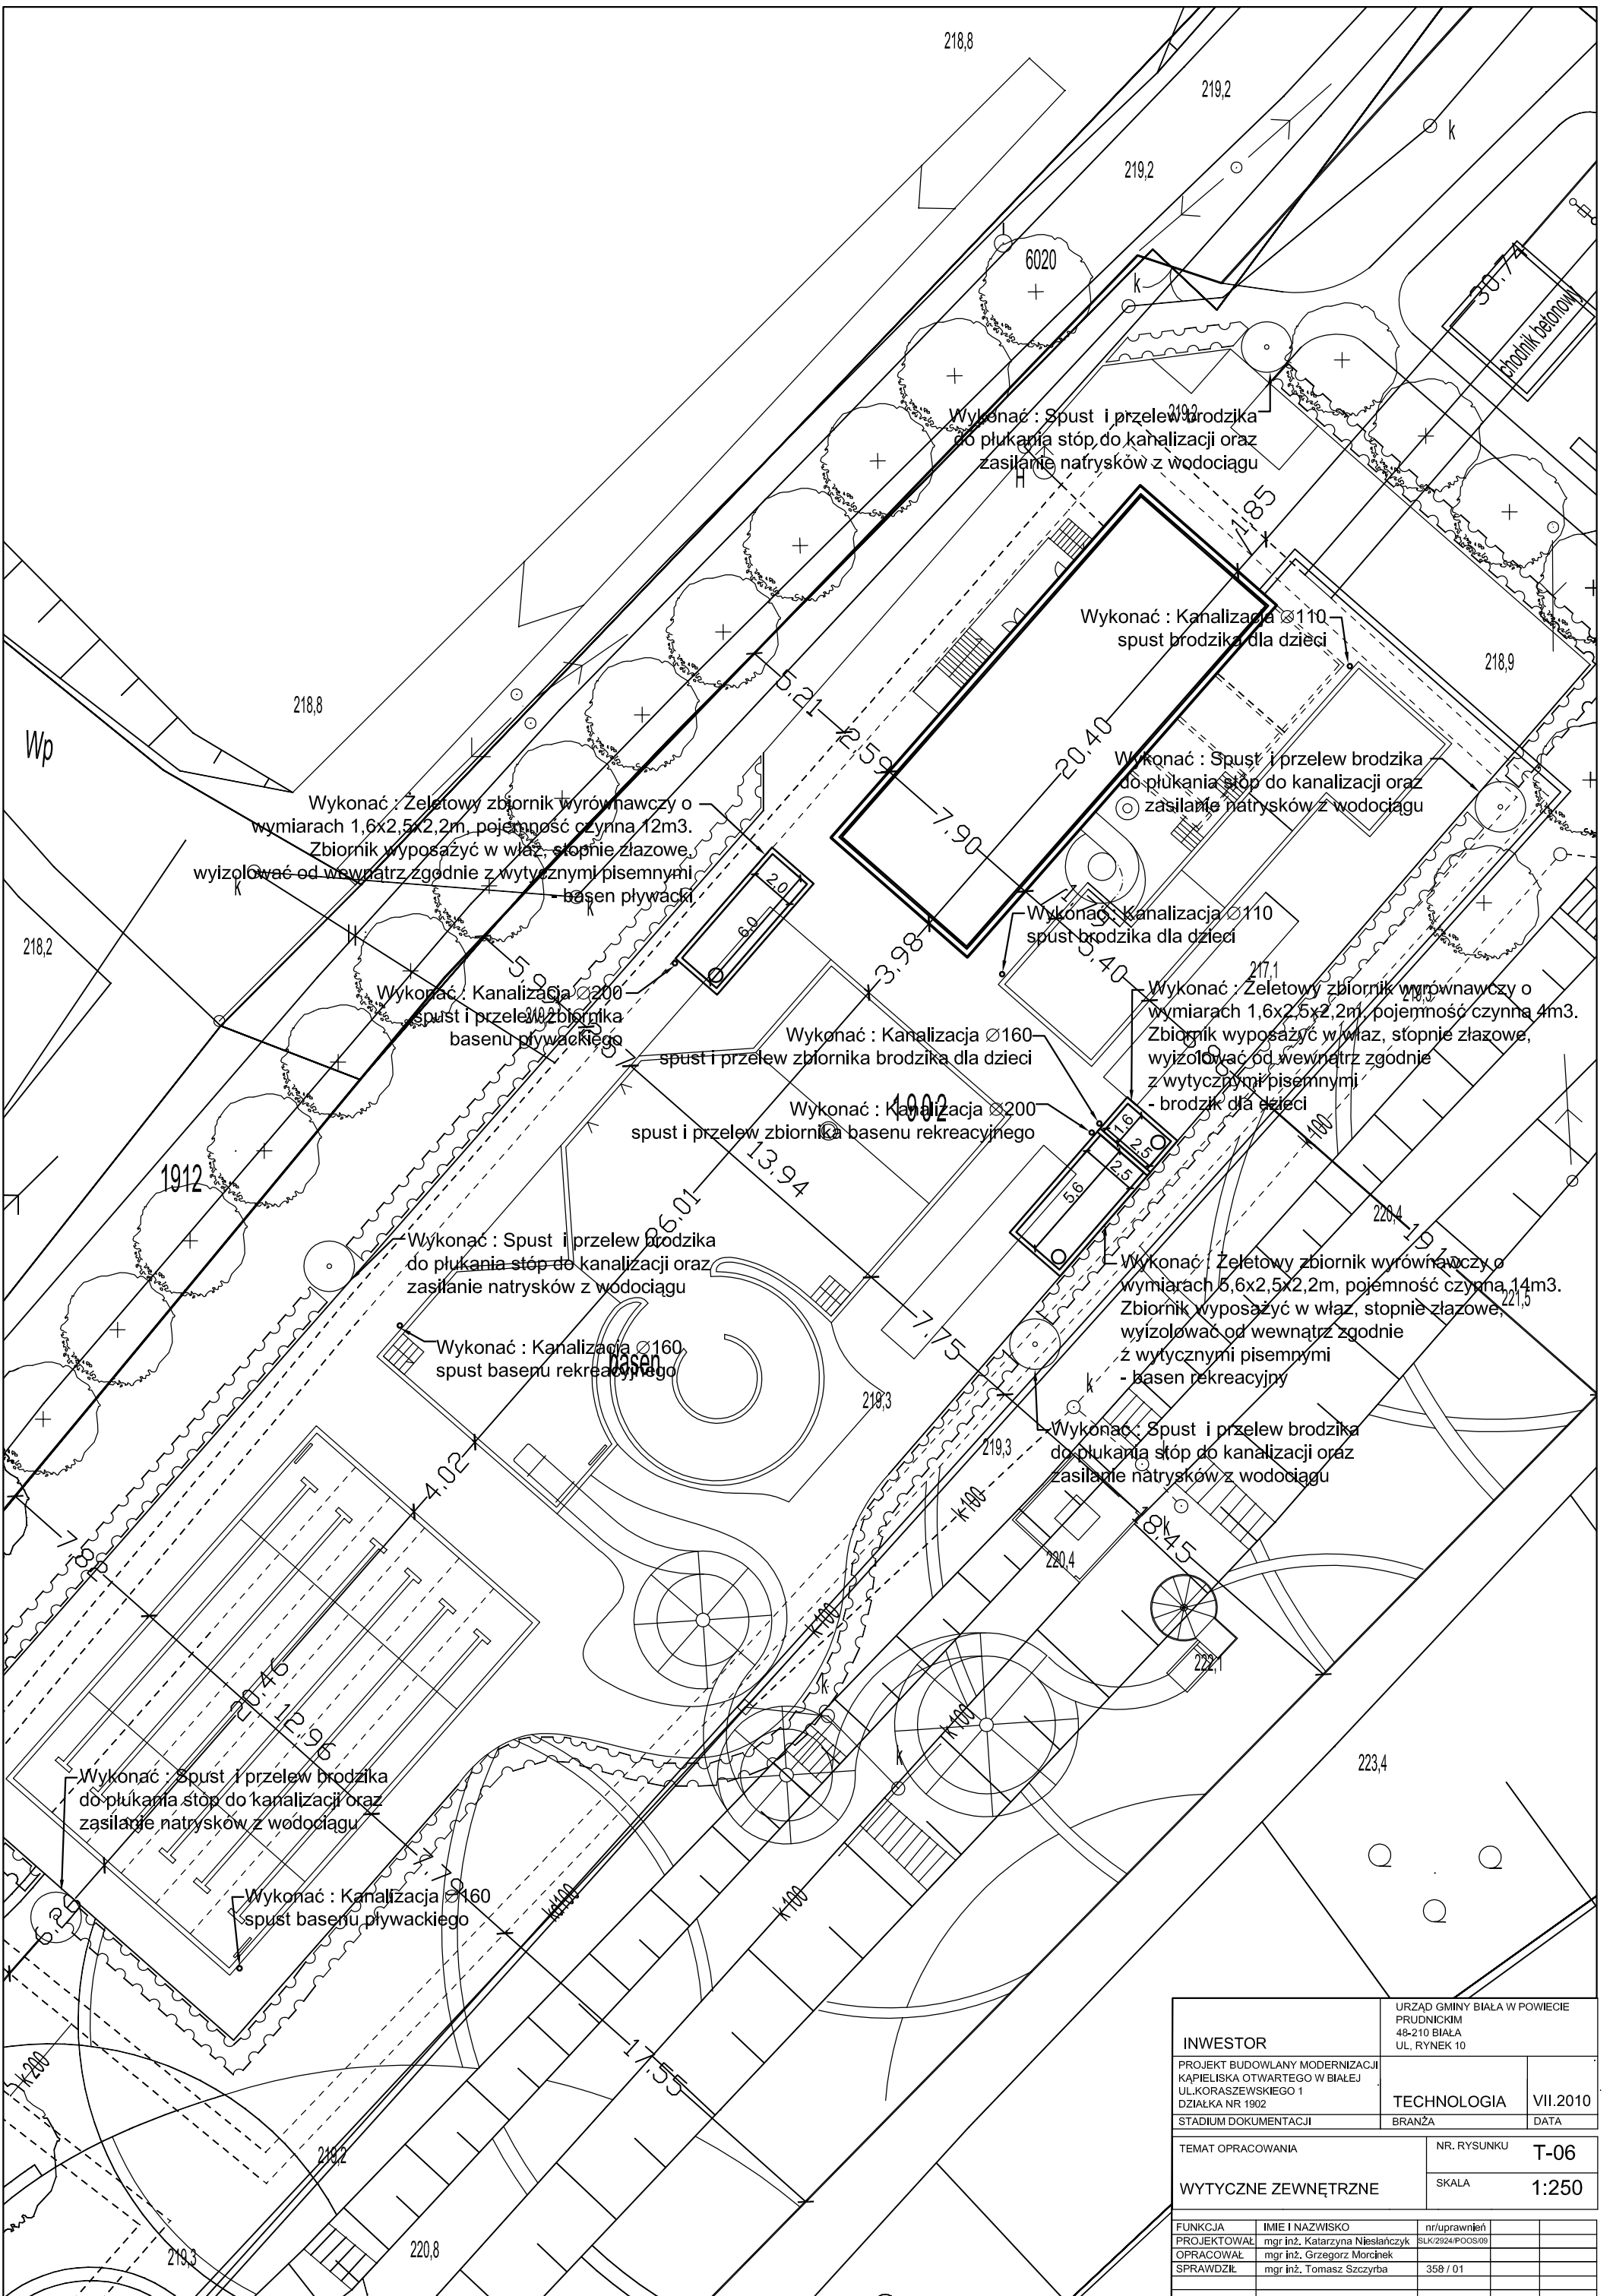 218,8
219,2
k
219,2
6020
k
30.74
chodnik betonowy
219,2
Wykonać : Spust i przelew brodzika
do płukania stóp do kanalizacji oraz
zasilanie natrysków z wodociągu
H
1.85
Wykonać : Kanalizacja ∅110
spust brodzika dla dzieci
218,9
218,8
Wp
5.21
2.59
20.40
7.90
Wykonać : Spust i przelew brodzika
do płukania stóp do kanalizacji oraz
zasilanie natrysków z wodociągu
Wykonać : Żeletowy zbiornik wyrównawczy o
wymiarach 1,6x2,5x2,2m, pojemność czynna 12m3.
Zbiornik wyposażyć w właz, stopnie złazowe,
wyizolować od wewnątrz zgodnie z wytycznymi pisemnymi
- basen pływacki
k
k
2.0
6.0
218,2
Wykonać : Kanalizacja ∅110
spust brodzika dla dzieci
3.98
217,1
Wykonać : Kanalizacja ∅200
spust i przelew zbiornika
basenu pływackiego
Wykonać : Kanalizacja ∅160
spust i przelew zbiornika brodzika dla dzieci
Wykonać : Żeletowy zbiornik wyrównawczy o
wymiarach 1,6x2,5x2,2m, pojemność czynna 4m3.
Zbiornik wyposażyć w właz, stopnie złazowe,
wyizolować od wewnątrz zgodnie
z wytycznymi pisemnymi
- brodzik dla dzieci
1902
Wykonać : Kanalizacja ∅200
spust i przelew zbiornika basenu rekreacyjnego
1.6
2.5
2.5
5.6
k100
13.94
1912
26.01
220,4
Wykonać : Spust i przelew brodzika
do płukania stóp do kanalizacji oraz
zasilanie natrysków z wodociągu
Wykonać : Żeletowy zbiornik wyrównawczy o
wymiarach 5,6x2,5x2,2m, pojemność czynna 14m3.
Zbiornik wyposażyć w właz, stopnie złazowe,
wyizolować od wewnątrz zgodnie
z wytycznymi pisemnymi
- basen rekreacyjny
221,5
7.75
Wykonać : Kanalizacja ∅160
spust basenu rekreacyjnego
basen
219,3
k
219,3
Wykonać : Spust i przelew brodzika
do płukania stóp do kanalizacji oraz
zasilanie natrysków z wodociągu
4.02
k-100
18.45
k
220,4
k-100
222,1
k
20.46
12.96
k-100
k
223,4
Wykonać : Spust i przelew brodzika
do płukania stóp do kanalizacji oraz
zasilanie natrysków z wodociągu
Wykonać : Kanalizacja ∅160
spust basenu pływackiego
k-100
17.55
k-200
219,2
219,3
220,8
INWESTOR
URZĄD GMINY BIAŁA W POWIECIE
PRUDNICKIM
48-210 BIAŁA
UL. RYNEK 10
PROJEKT BUDOWLANY MODERNIZACJI
KĄPIELISKA OTWARTEGO W BIAŁEJ
UL.KORASZEWSKIEGO 1
DZIAŁKA NR 1902
TECHNOLOGIA
VII.2010
STADIUM DOKUMENTACJI
BRANŻA
DATA
TEMAT OPRACOWANIA
NR. RYSUNKU
T-06
WYTYCZNE ZEWNĘTRZNE
SKALA
1:250
FUNKCJA IMIE I NAZWISKO nr/uprawnień
PROJEKTOWAŁ mgr inż. Katarzyna Niesłańczyk SLK/2924/POOS/09
OPRACOWAŁ mgr inż. Grzegorz Morcinek
SPRAWDZIŁ mgr inż. Tomasz Szczyrba 358 / 01